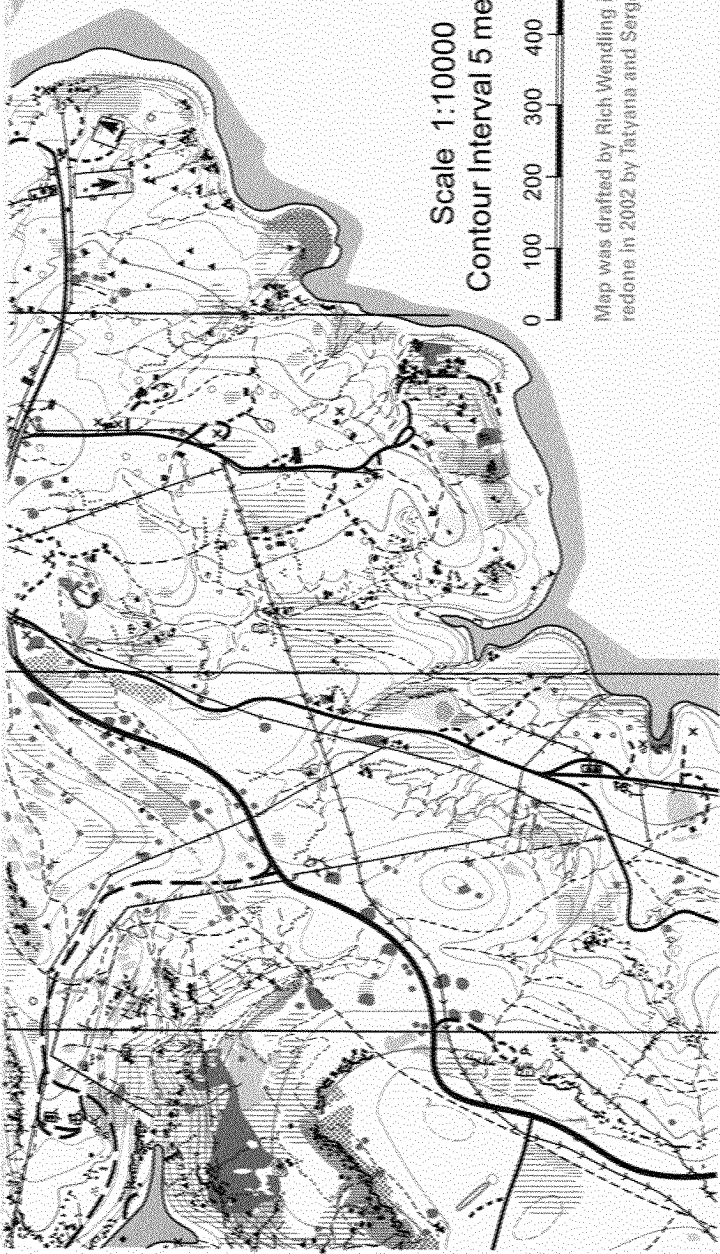 Scale 1:10000
Contour Interval 5 me
0 100 200 300 400
Map was drafted by Rich Wendling
redone in 2002 by Tatyana and Serg